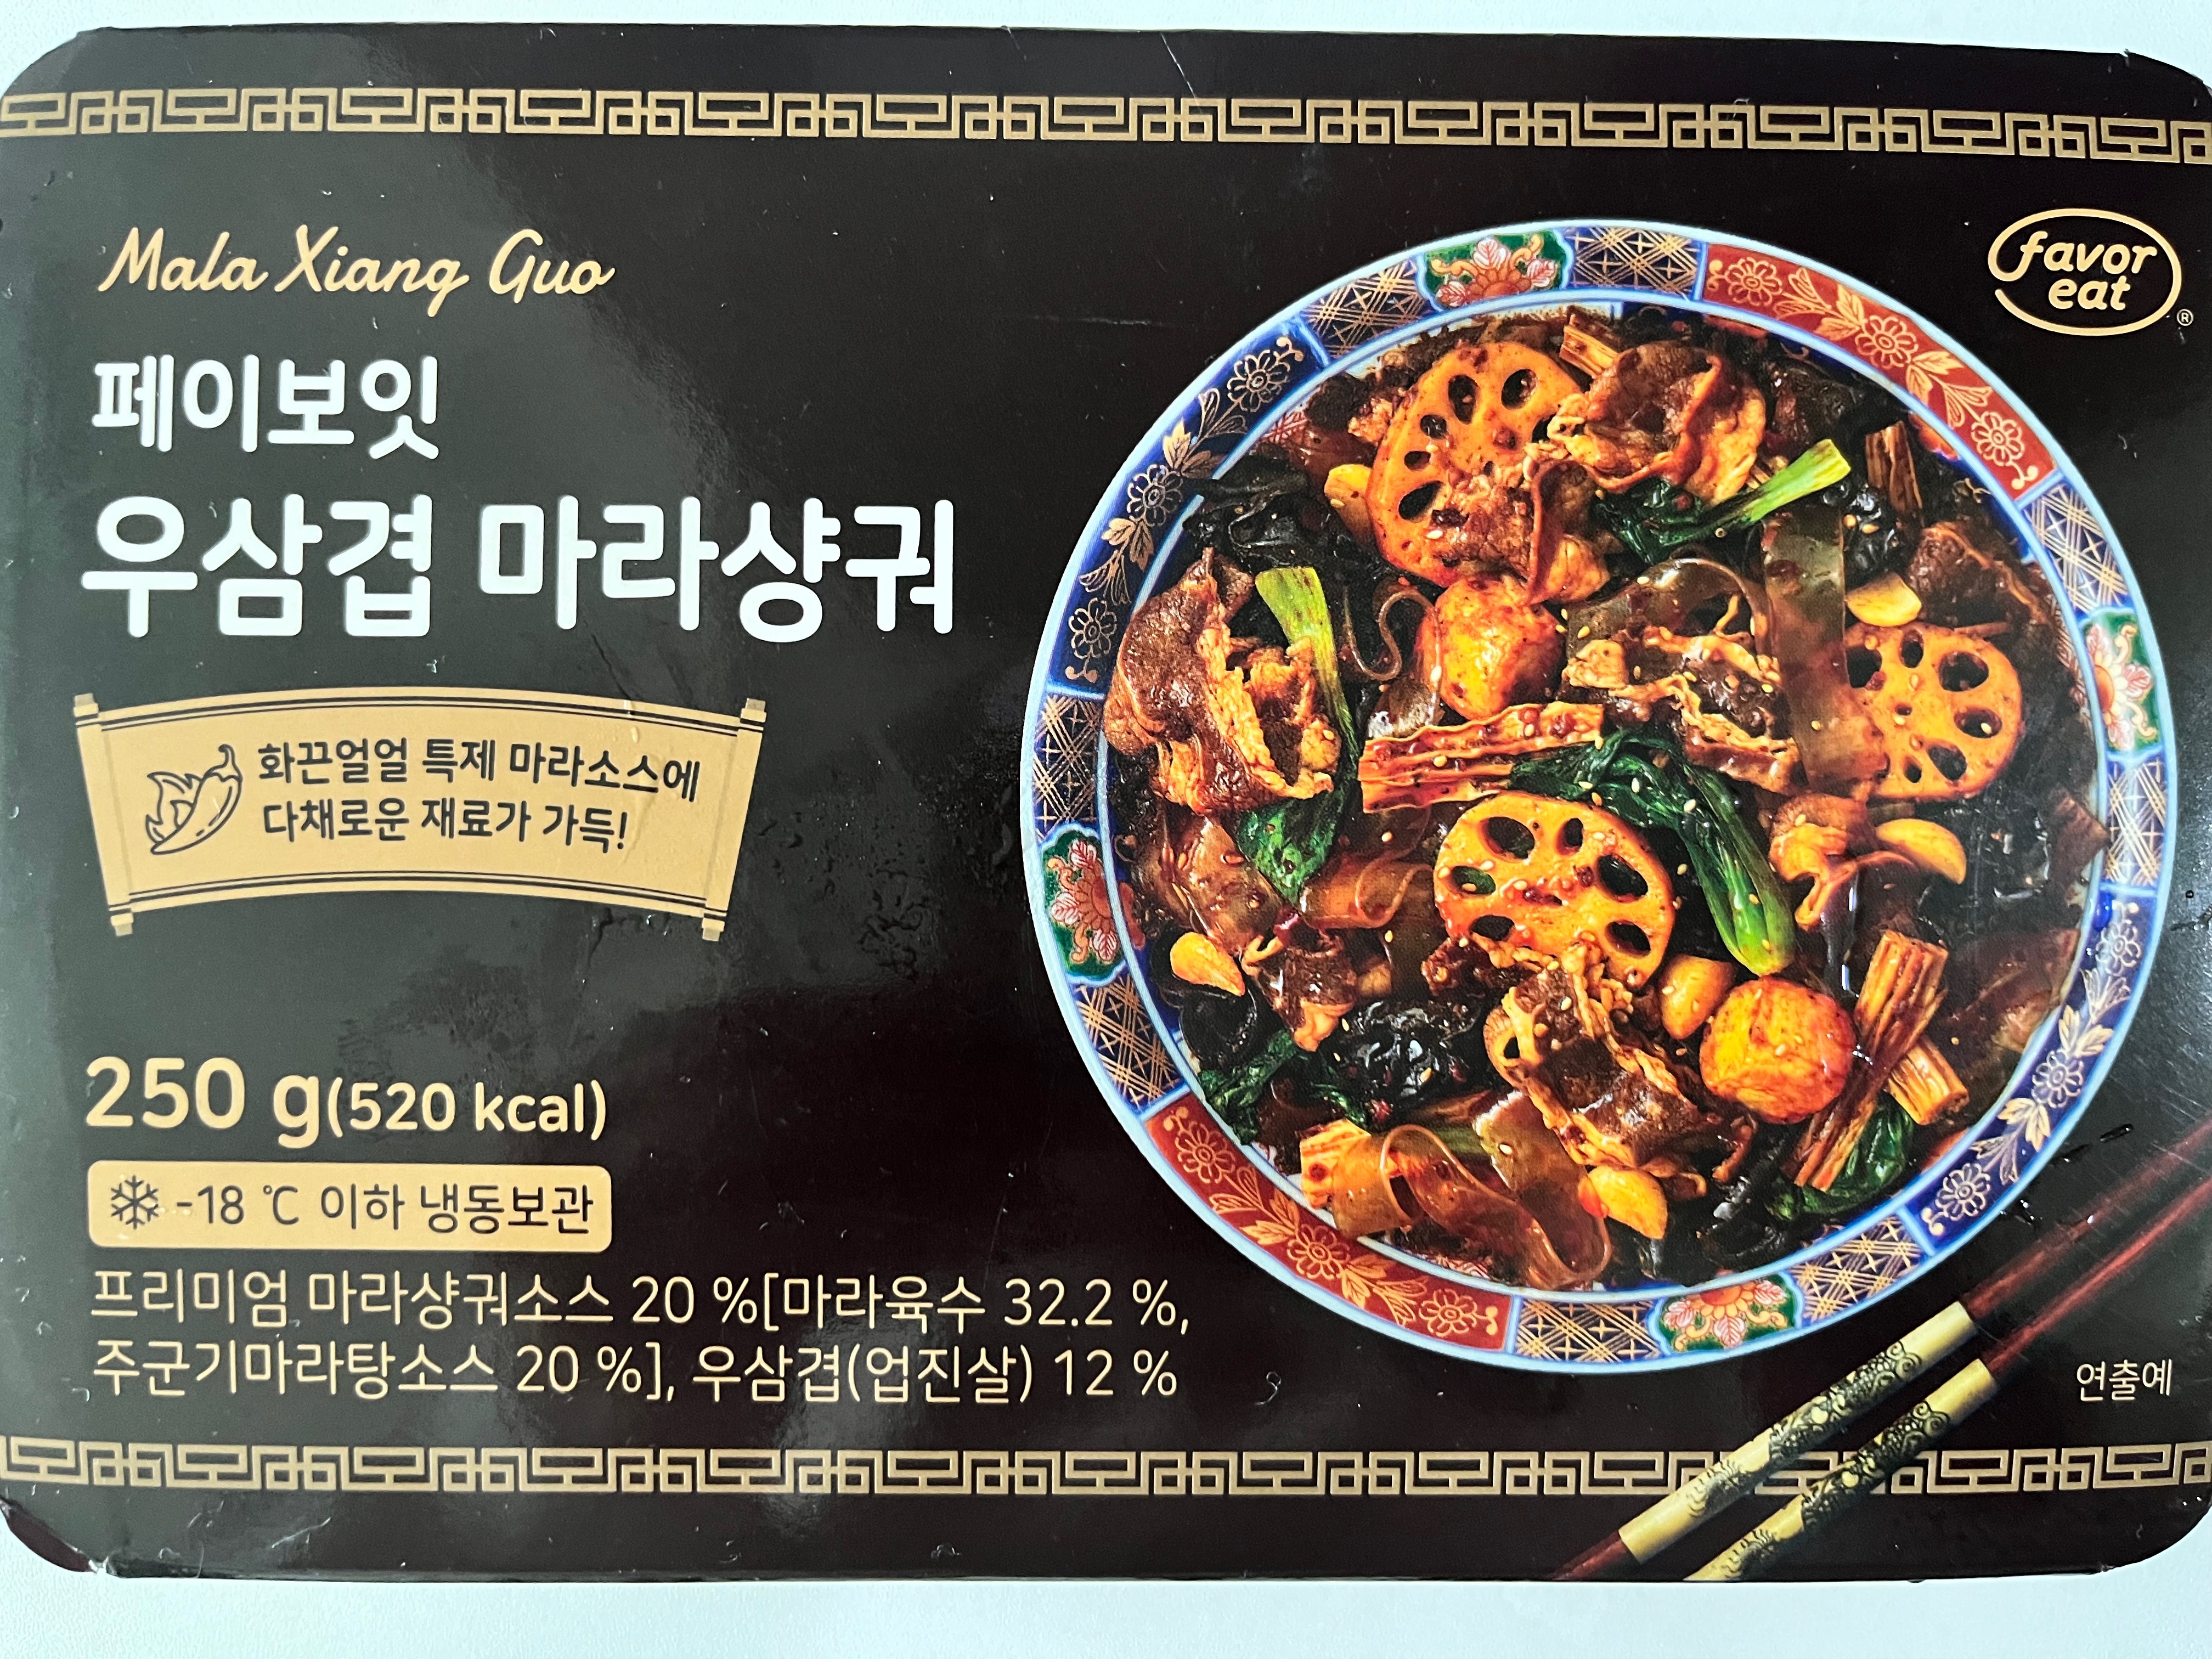 Mala Xiang Guo
favor
eat
®
페이보잇
우삼겹 마라샹궈
화끈얼얼 특제 마라소스에
다채로운 재료가 가득!
250 g(520 kcal)
-18 ℃ 이하 냉동보관
프리미엄 마라샹궈소스 20 %[마라육수 32.2 %,
주군기마라탕소스 20 %], 우삼겹(업진살) 12 %
연출예